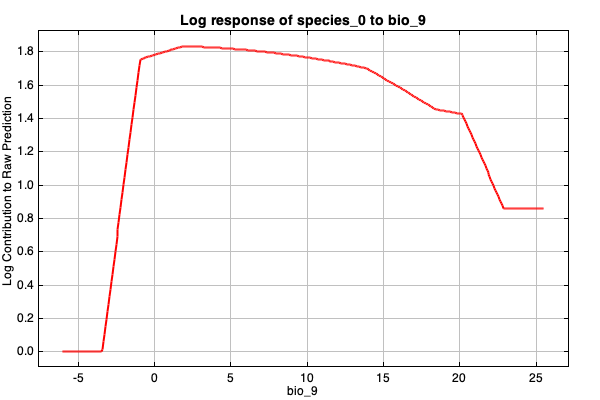 Log response of species_0 to bio_9
Log Contribution to Raw Prediction
1.8
1.6
1.4
1.2
1.0
0.8
0.6
0.4
0.2
0.0
-5 0 5 10 15 20 25
bio_9